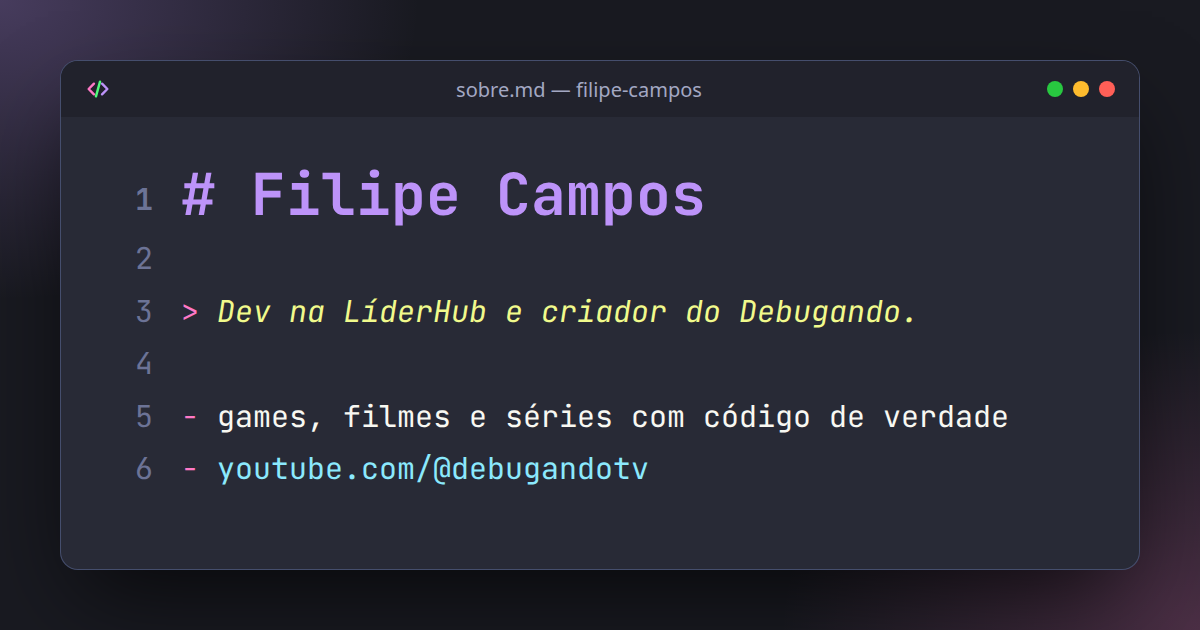 sobre.md — filipe-campos
1 # Filipe Campos
2
3 > Dev na LíderHub e criador do Debugando.
4
5 - games, filmes e séries com código de verdade
6 - youtube.com/@debugandotv